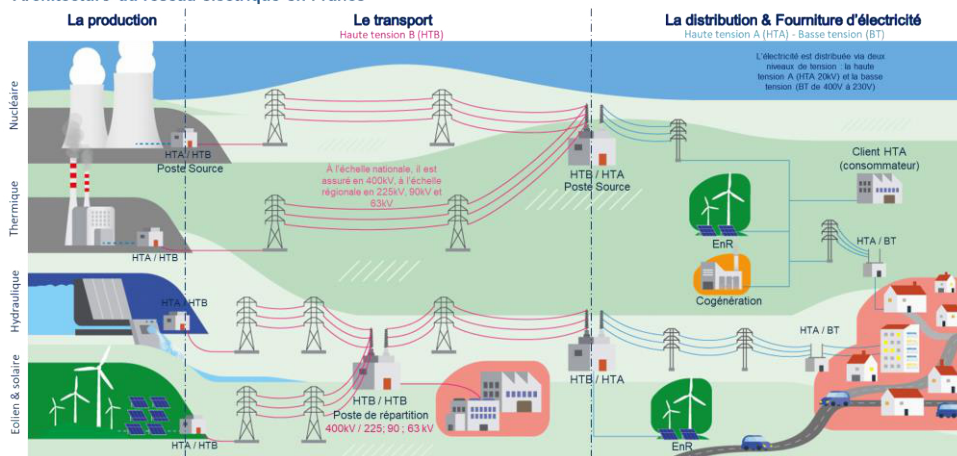 Architecture du réseau électrique en France
La production
Le transport
Haute tension B (HTB)
La distribution & Fourniture d'électricité
Haute tension A (HTA) - Basse tension (BT)
L'électricité est distribuée via deux
niveaux de tension : la haute
tension A (HTA 20kV) et la basse
tension (BT de 400V à 230V)
Nucléaire
HTA / HTB
Poste Source
À l'échelle nationale, il est
assuré en 400kV, à l'échelle
régionale en 225kV, 90kV et
63kV
HTB / HTA
Poste Source
Client HTA
(consommateur)
Thermique
HTA / HTB
EnR
HTA / BT
Cogénération
Hydraulique
HTA / HTB
HTB / HTB
Poste de répartition
400kV / 225; 90 ; 63 kV
HTB / HTA
HTA / BT
Eolien & solaire
HTA / HTB
EnR